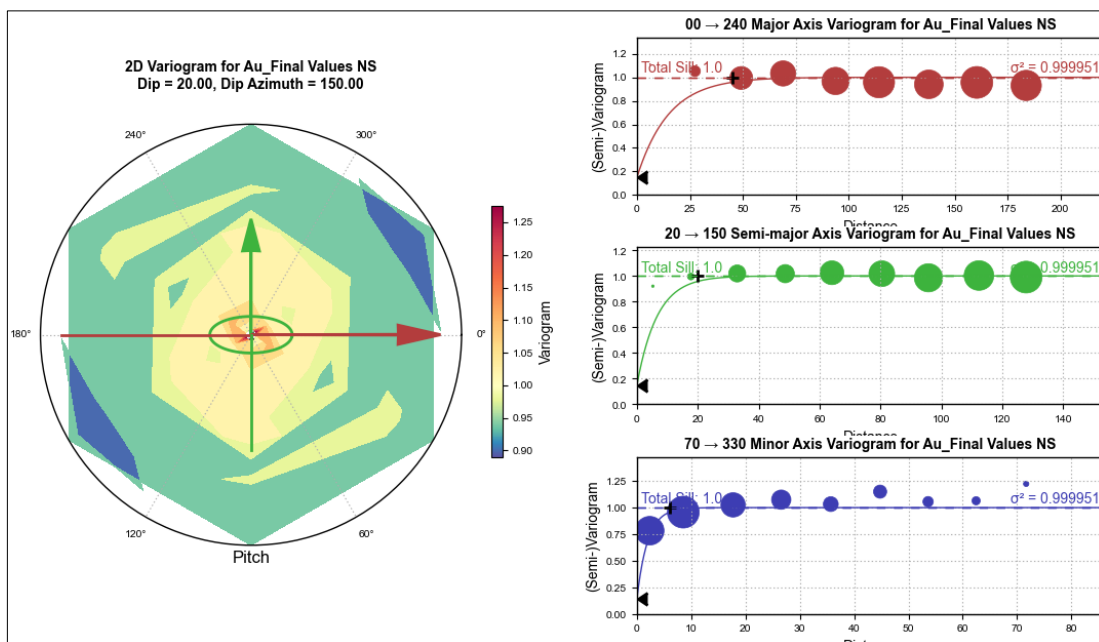 2D Variogram for Au_Final Values NS
Dip = 20.00, Dip Azimuth = 150.00
240°
300°
180°
0°
120°
60°
Pitch
1.25
1.20
1.15
1.10
1.05
1.00
0.95
0.90
Variogram
00 → 240 Major Axis Variogram for Au_Final Values NS
(Semi-)Variogram
1.2
1.0
0.8
0.6
0.4
0.2
0.0
Total Sill: 1.0
σ² = 0.999951
0 25 50 75 100 125 150 175 200
Distance
20 → 150 Semi-major Axis Variogram for Au_Final Values NS
(Semi-)Variogram
1.2
1.0
0.8
0.6
0.4
0.2
0.0
Total Sill: 1.0
σ² = 0.999951
0 20 40 60 80 100 120 140
Distance
70 → 330 Minor Axis Variogram for Au_Final Values NS
(Semi-)Variogram
1.25
1.00
0.75
0.50
0.25
0.00
Total Sill: 1.0
σ² = 0.999951
0 10 20 30 40 50 60 70 80